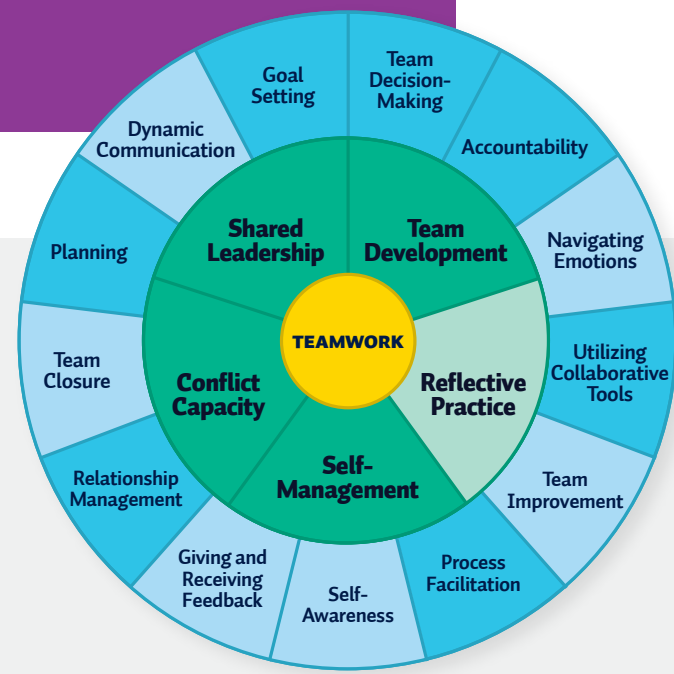 Goal
Setting
Team
Decision-
Making
Accountability
Navigating
Emotions
Utilizing
Collaborative
Tools
Team
Improvement
Process
Facilitation
Self-
Awareness
Giving and
Receiving
Feedback
Relationship
Management
Team
Closure
Planning
Dynamic
Communication
Shared
Leadership
Team
Development
Reflective
Practice
Self-
Management
Conflict
Capacity
TEAMWORK